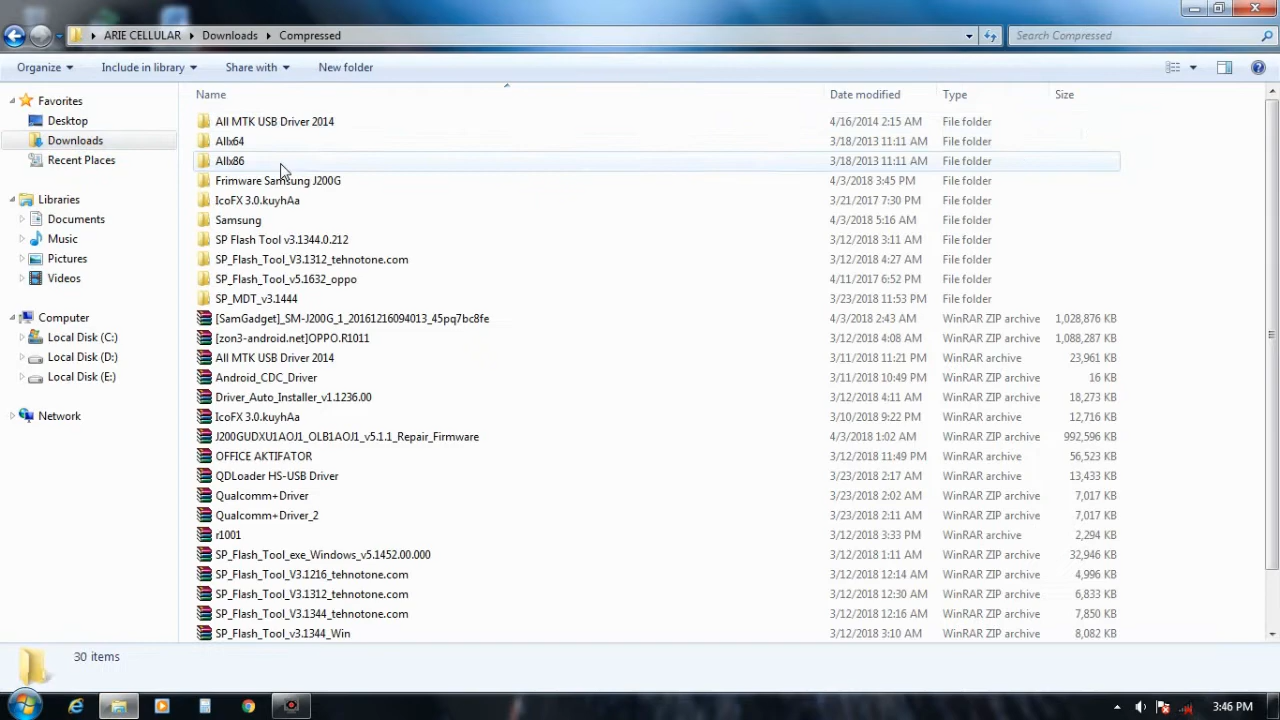 ARIE CELLULAR Downloads Compressed Search Compressed
Organize Include in library Share with New folder
Name Date modified Type Size
Favorites
Desktop
Downloads
Recent Places
Libraries
Documents
Music
Pictures
Videos
Computer
Local Disk (C:)
Local Disk (D:)
Local Disk (E:)
Network
All MTK USB Driver 2014 4/16/2014 2:15 AM File folder
Allx64 3/18/2013 11:11 AM File folder
Allx86 3/18/2013 11:11 AM File folder
Frimware Samsung J200G 4/3/2018 3:45 PM File folder
IcoFX 3.0.kuyhAa 3/21/2017 7:30 PM File folder
Samsung 4/3/2018 5:16 AM File folder
SP Flash Tool v3.1344.0.212 3/12/2018 3:11 AM File folder
SP_Flash_Tool_V3.1312_tehnotone.com 3/12/2018 4:27 AM File folder
SP_Flash_Tool_v5.1632_oppo 4/11/2017 6:52 PM File folder
SP_MDT_v3.1444 3/23/2018 11:53 PM File folder
[SamGadget]_SM-J200G_1_20161216094013_45pq7bc8fe 4/3/2018 2:43 AM WinRAR ZIP archive 1,028,876 KB
[zon3-android.net]OPPO.R1011 3/12/2018 4:08 AM WinRAR ZIP archive 1,088,287 KB
All MTK USB Driver 2014 3/11/2018 11:21 PM WinRAR archive 23,961 KB
Android_CDC_Driver 3/11/2018 10:49 PM WinRAR archive 16 KB
Driver_Auto_Installer_v1.1236.00 3/12/2018 4:11 AM WinRAR ZIP archive 18,273 KB
IcoFX 3.0.kuyhAa 3/10/2018 9:22 PM WinRAR archive 12,716 KB
J200GUDXU1AOJ1_OLB1AOJ1_v5.1.1_Repair_Firmware 4/3/2018 1:02 AM WinRAR ZIP archive 992,596 KB
OFFICE AKTIFATOR 3/12/2018 11:49 PM WinRAR archive 56,523 KB
QDLoader HS-USB Driver 3/23/2018 2:17 AM WinRAR archive 13,433 KB
Qualcomm+Driver 3/23/2018 2:02 AM WinRAR ZIP archive 7,017 KB
Qualcomm+Driver_2 3/23/2018 2:11 AM WinRAR ZIP archive 7,017 KB
r1001 3/12/2018 3:33 PM WinRAR archive 2,294 KB
SP_Flash_Tool_exe_Windows_v5.1452.00.000 3/12/2018 1:11 AM WinRAR ZIP archive 32,946 KB
SP_Flash_Tool_V3.1216_tehnotone.com 3/12/2018 12:14 AM WinRAR ZIP archive 4,996 KB
SP_Flash_Tool_V3.1312_tehnotone.com 3/12/2018 12:30 AM WinRAR ZIP archive 6,833 KB
SP_Flash_Tool_V3.1344_tehnotone.com 3/12/2018 12:16 AM WinRAR ZIP archive 7,850 KB
SP_Flash_Tool_v3.1344_Win 3/12/2018 3:10 AM WinRAR ZIP archive 8,082 KB
30 items
3:46 PM